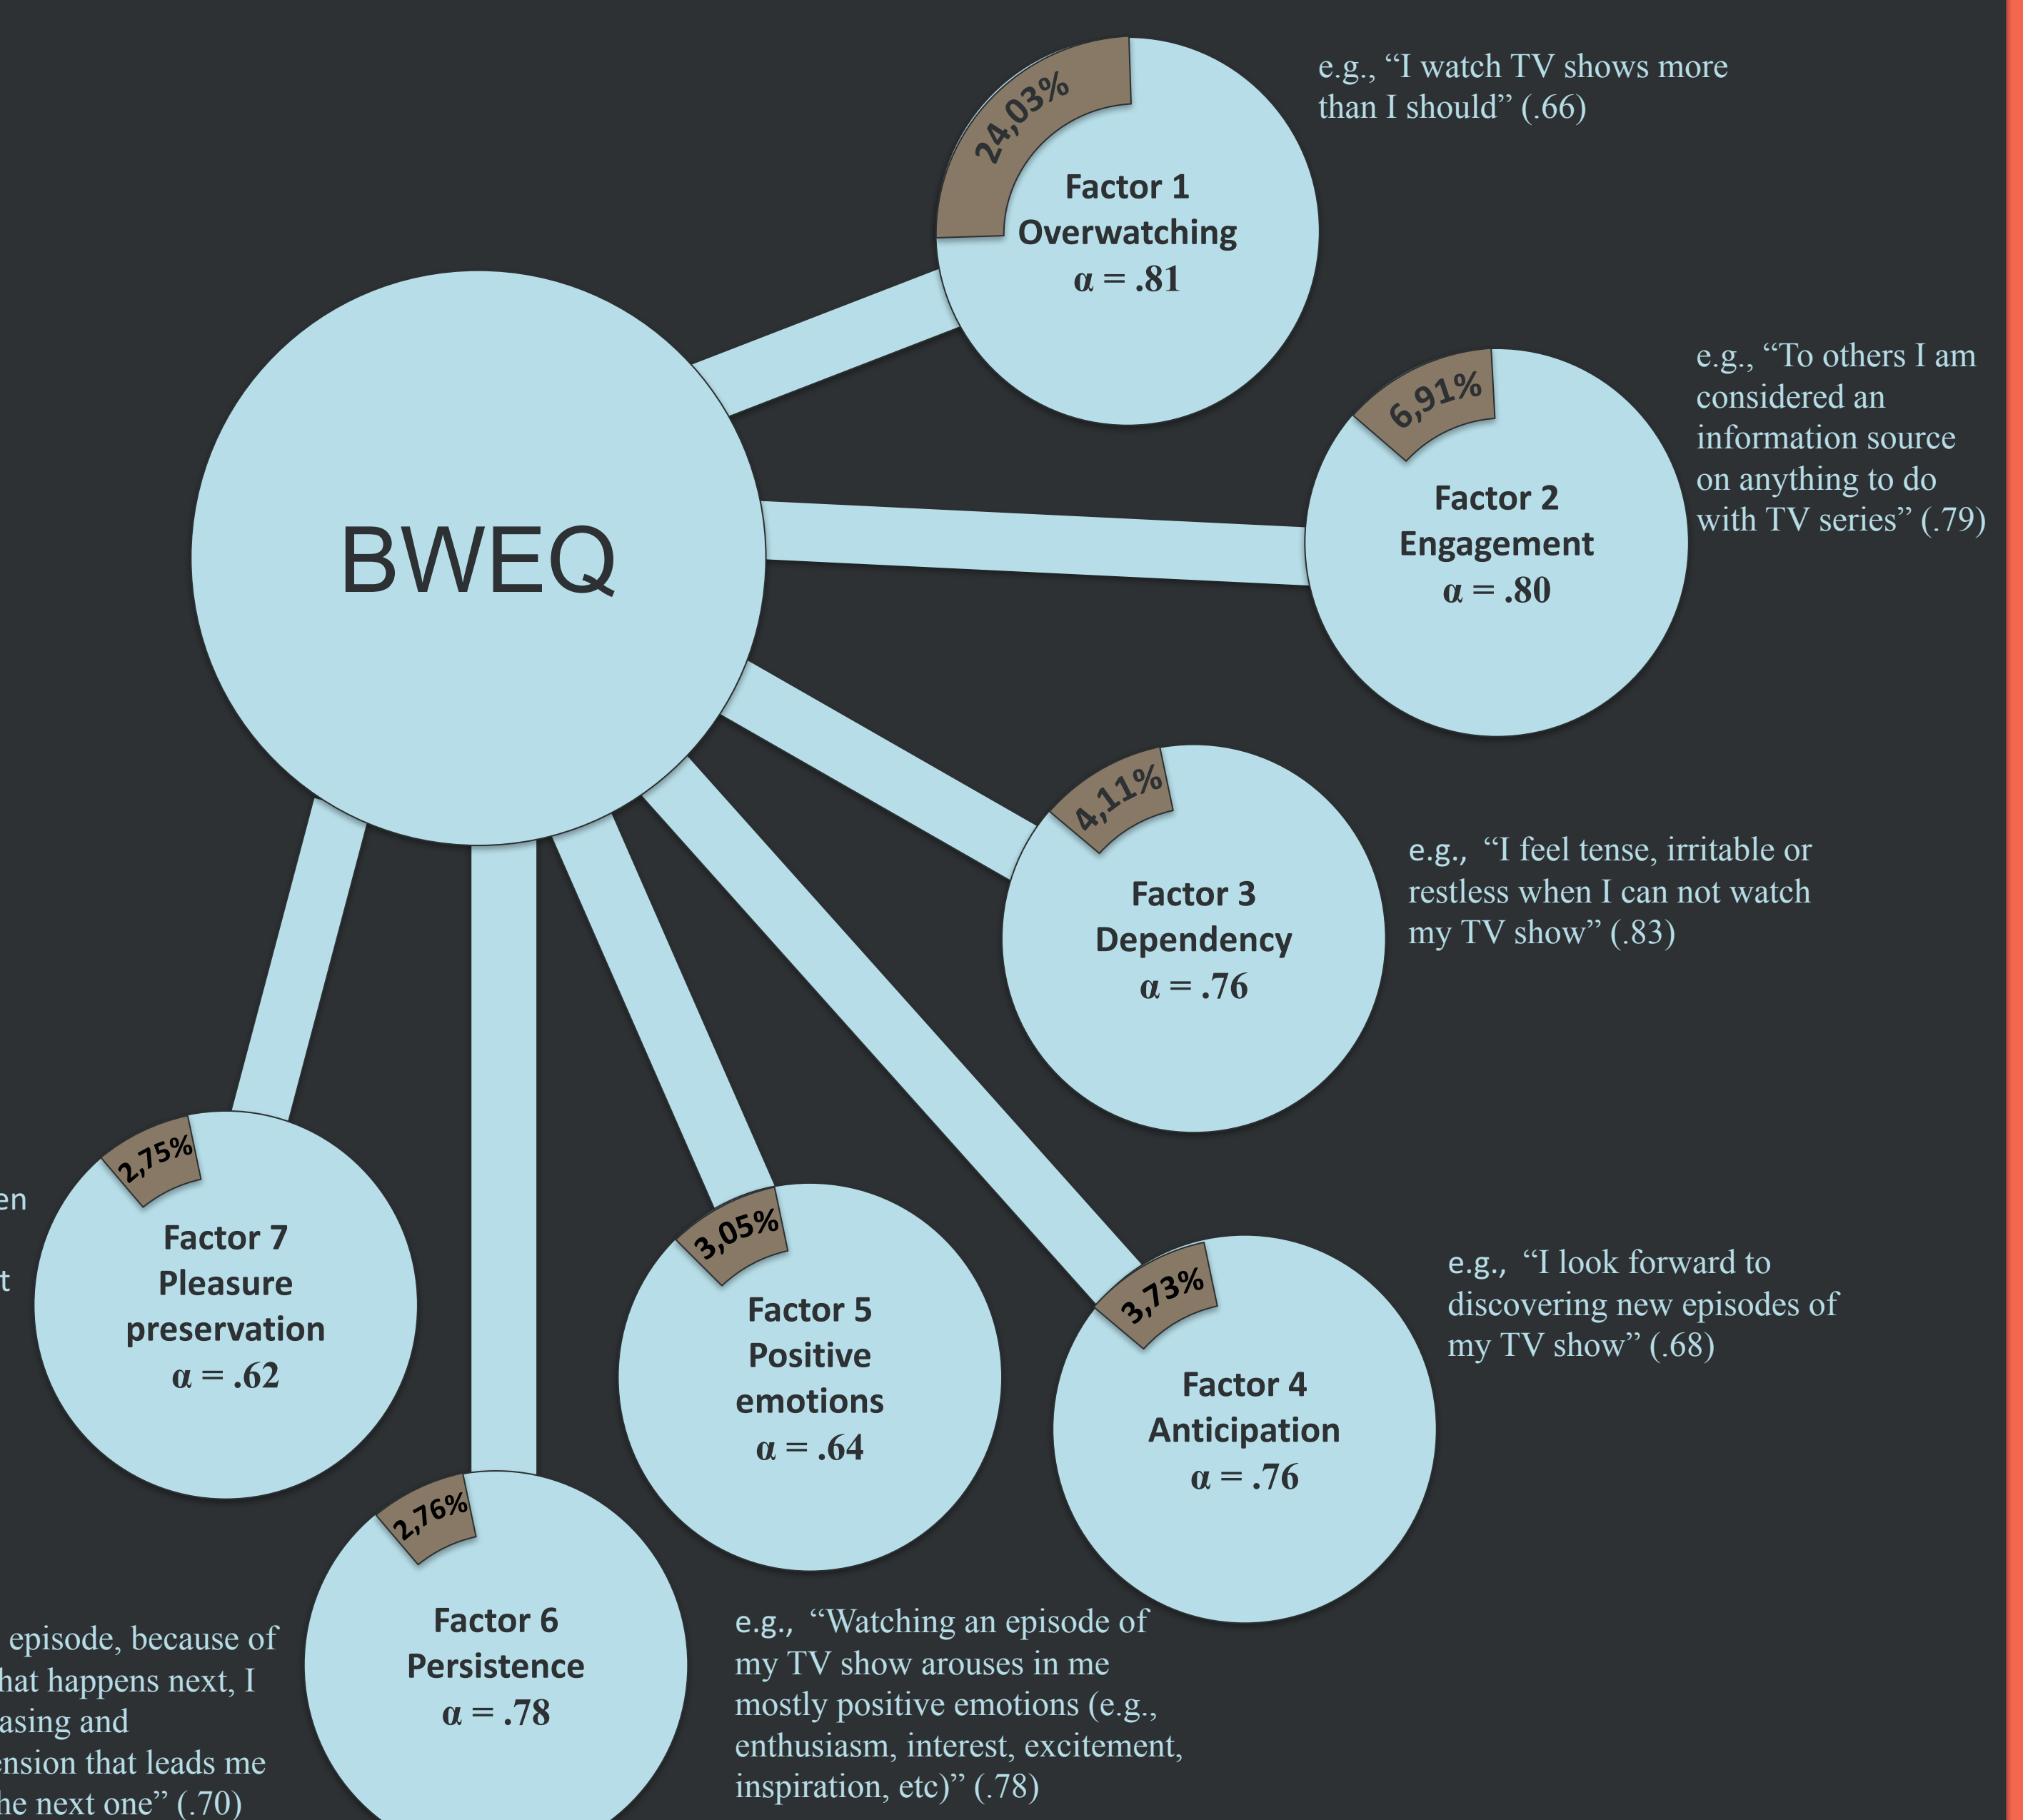 24,03%
Factor 1
Overwatching
α = .81
e.g., “I watch TV shows more
than I should” (.66)
BWEQ
6,91%
Factor 2
Engagement
α = .80
e.g., “To others I am
considered an
information source
on anything to do
with TV series” (.79)
4,11%
Factor 3
Dependency
α = .76
e.g., “I feel tense, irritable or
restless when I can not watch
my TV show” (.83)
2,75%
Factor 7
Pleasure
preservation
α = .62
en
t
3,05%
Factor 5
Positive
emotions
α = .64
3,73%
Factor 4
Anticipation
α = .76
e.g., “I look forward to
discovering new episodes of
my TV show” (.68)
2,76%
Factor 6
Persistence
α = .78
episode, because of
hat happens next, I
asing and
ension that leads me
he next one” (.70)
e.g., “Watching an episode of
my TV show arouses in me
mostly positive emotions (e.g.,
enthusiasm, interest, excitement,
inspiration, etc)” (.78)